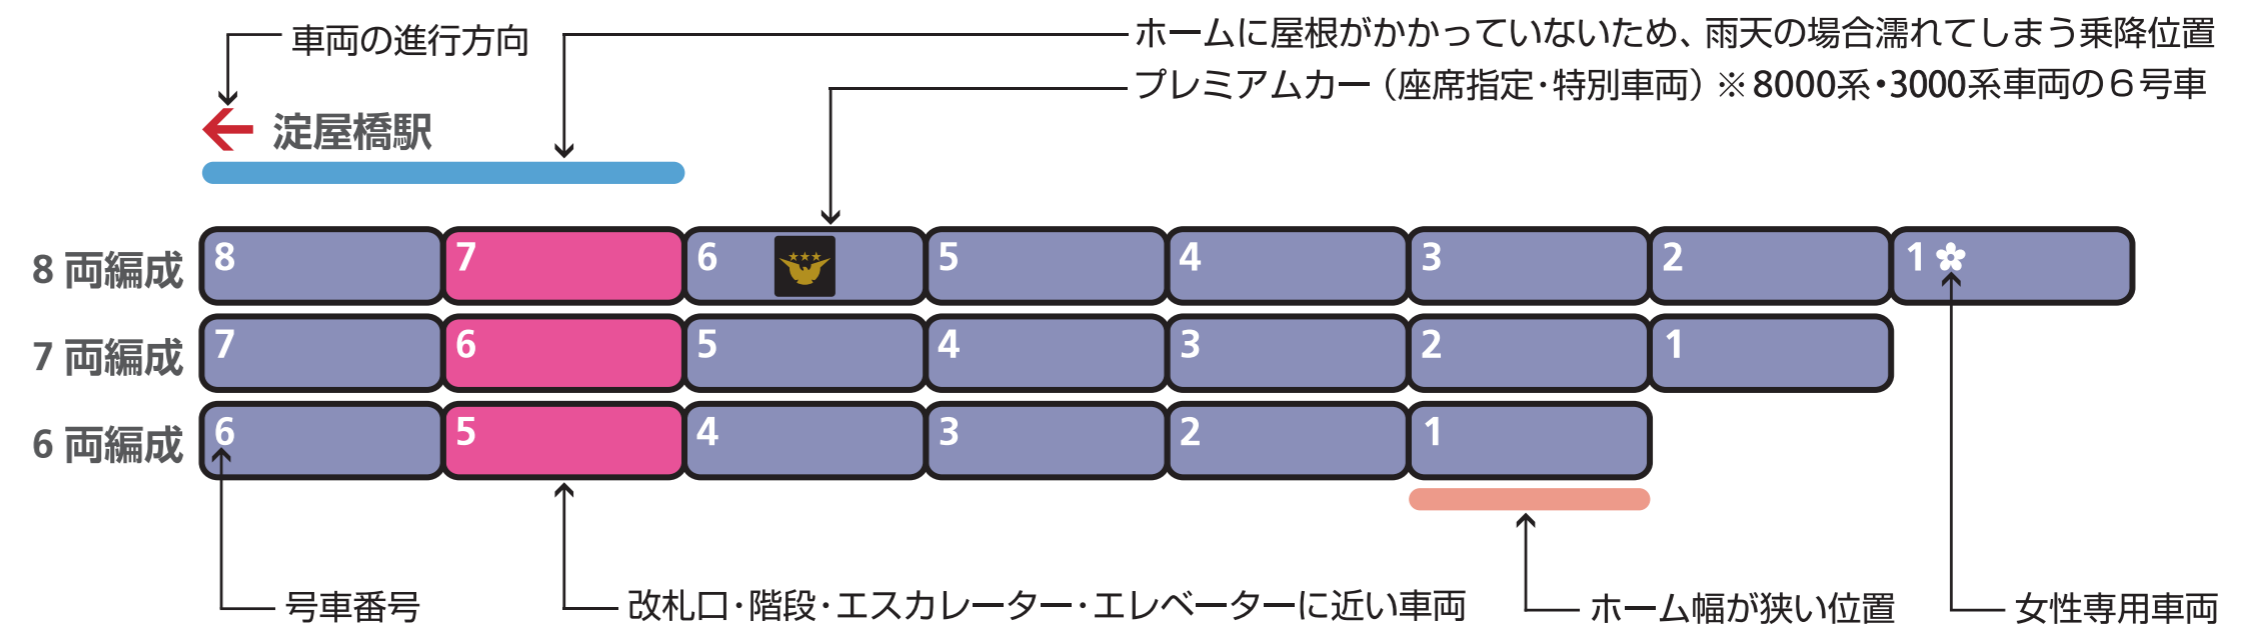 車両の進行方向
ホームに屋根がかかっていないため、雨天の場合濡れてしまう乗降位置
プレミアムカー（座席指定・特別車両）※8000系・3000系車両の６号車
淀屋橋駅
8 両編成 8 7 6 5 4 3 2 1
7 両編成 7 6 5 4 3 2 1
6 両編成 6 5 4 3 2 1
号車番号
改札口・階段・エスカレーター・エレベーターに近い車両
ホーム幅が狭い位置
女性専用車両